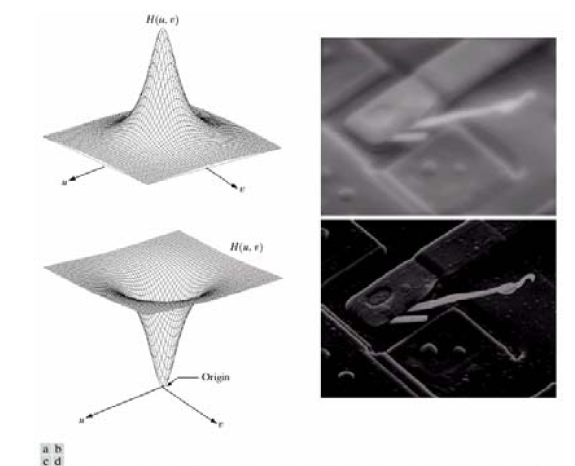 H(u, v)
u
v
H(u, v)
Origin
u
v
a b
c d